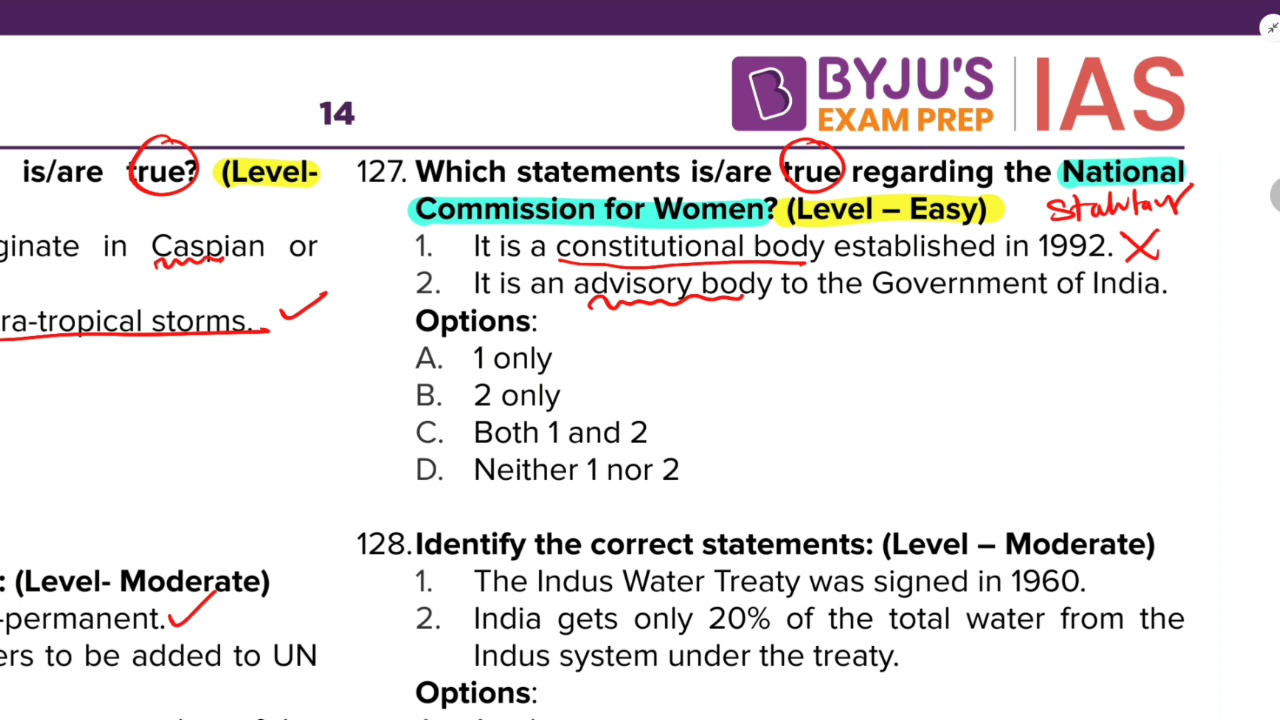 BYJU'S
EXAM PREP
IAS
14
is/are true? (Level-
ginate in Caspian or
ra-tropical storms.
: (Level- Moderate)
-permanent.
ers to be added to UN
127. Which statements is/are true regarding the National
Commission for Women? (Level – Easy)
1. It is a constitutional body established in 1992.
2. It is an advisory body to the Government of India.
Options:
A. 1 only
B. 2 only
C. Both 1 and 2
D. Neither 1 nor 2
128. Identify the correct statements: (Level – Moderate)
1. The Indus Water Treaty was signed in 1960.
2. India gets only 20% of the total water from the
Indus system under the treaty.
Options: